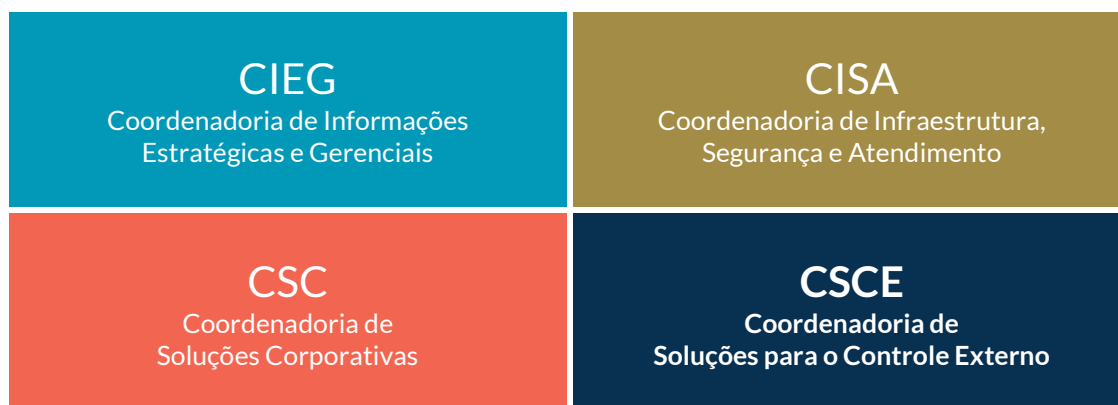 CIEG
Coordenadoria de Informações
Estratégicas e Gerenciais
CISA
Coordenadoria de Infraestrutura,
Segurança e Atendimento
CSC
Coordenadoria de
Soluções Corporativas
CSCE
Coordenadoria de
Soluções para o Controle Externo